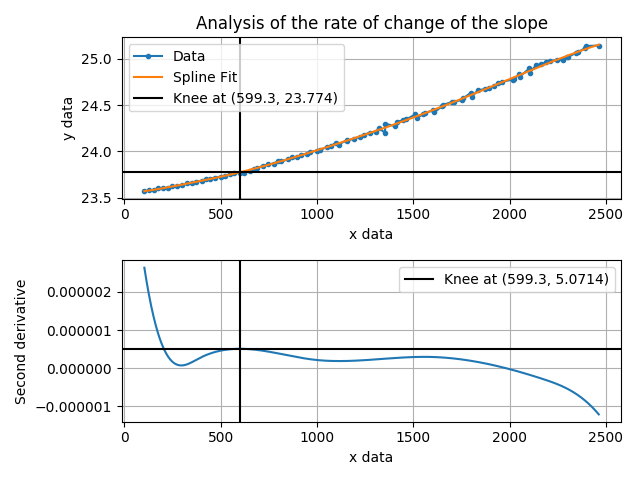 Analysis of the rate of change of the slope
Data
Spline Fit
Knee at (599.3, 23.774)
25.0
24.5
24.0
23.5
y data
0 500 1000 1500 2000 2500
x data
Knee at (599.3, 5.0714)
0.000002
0.000001
0.000000
−0.000001
Second derivative
0 500 1000 1500 2000 2500
x data